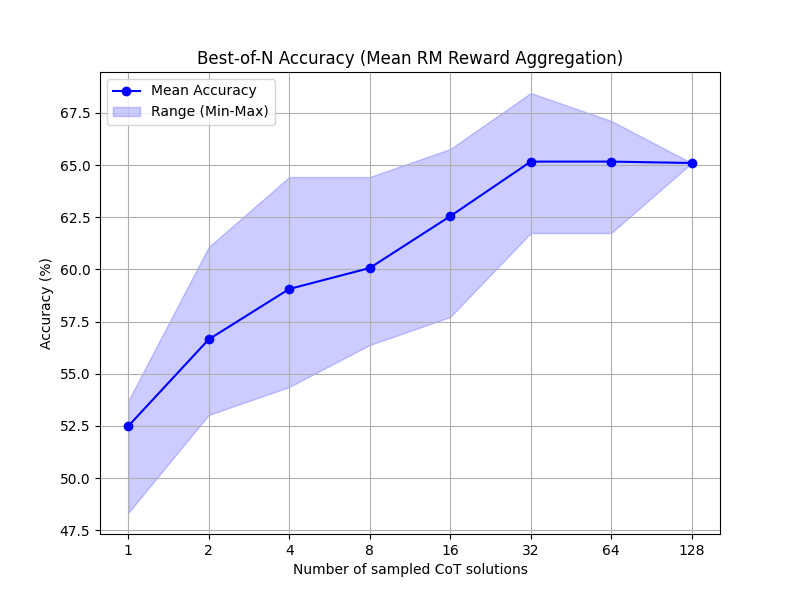 Best-of-N Accuracy (Mean RM Reward Aggregation)
Mean Accuracy
Range (Min-Max)
67.5
65.0
62.5
60.0
57.5
55.0
52.5
50.0
47.5
Accuracy (%)
1 2 4 8 16 32 64 128
Number of sampled CoT solutions